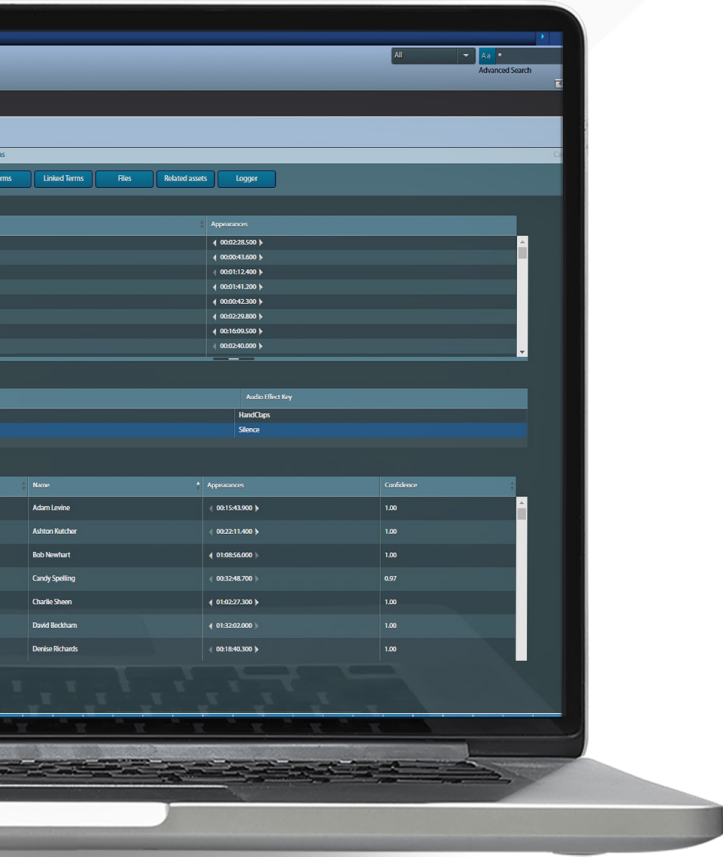 All
Aa *
Advanced Search
Linked Terms Files Related assets Logger
Appearances
00:02:28.500
00:00:43.600
00:01:12.400
00:01:41.200
00:00:42.300
00:02:29.800
00:16:09.500
00:02:40.000
Audio Effect Key
HandClaps
Silence
Name Appearances Confidence
Adam Levine 00:15:43.900 1.00
Ashton Kutcher 00:22:11.400 1.00
Bob Newhart 01:08:56.000 1.00
Candy Spelling 00:32:48.700 0.97
Charlie Sheen 01:02:27.300 1.00
David Beckham 01:32:02.000 1.00
Denise Richards 00:18:40.300 1.00